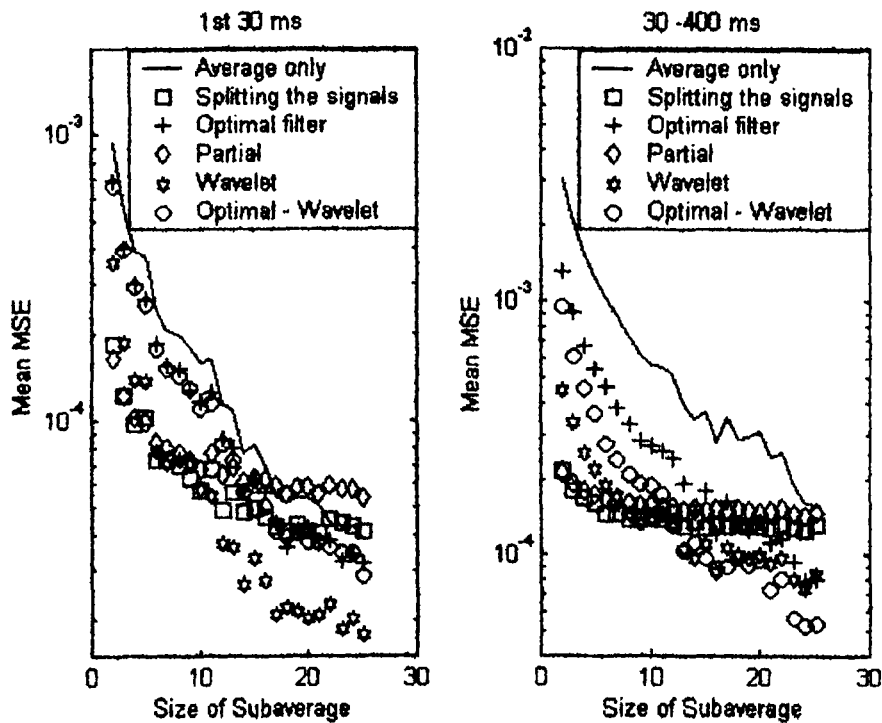 1st 30 ms
Average only
Splitting the signals
Optimal filter
Partial
Wavelet
Optimal - Wavelet
10^-3
10^-4
Mean MSE
0
10
20
30
Size of Subaverage
30 -400 ms
10^-2
Average only
Splitting the signals
Optimal filter
Partial
Wavelet
Optimal - Wavelet
10^-3
10^-4
Mean MSE
0
10
20
30
Size of Subaverage